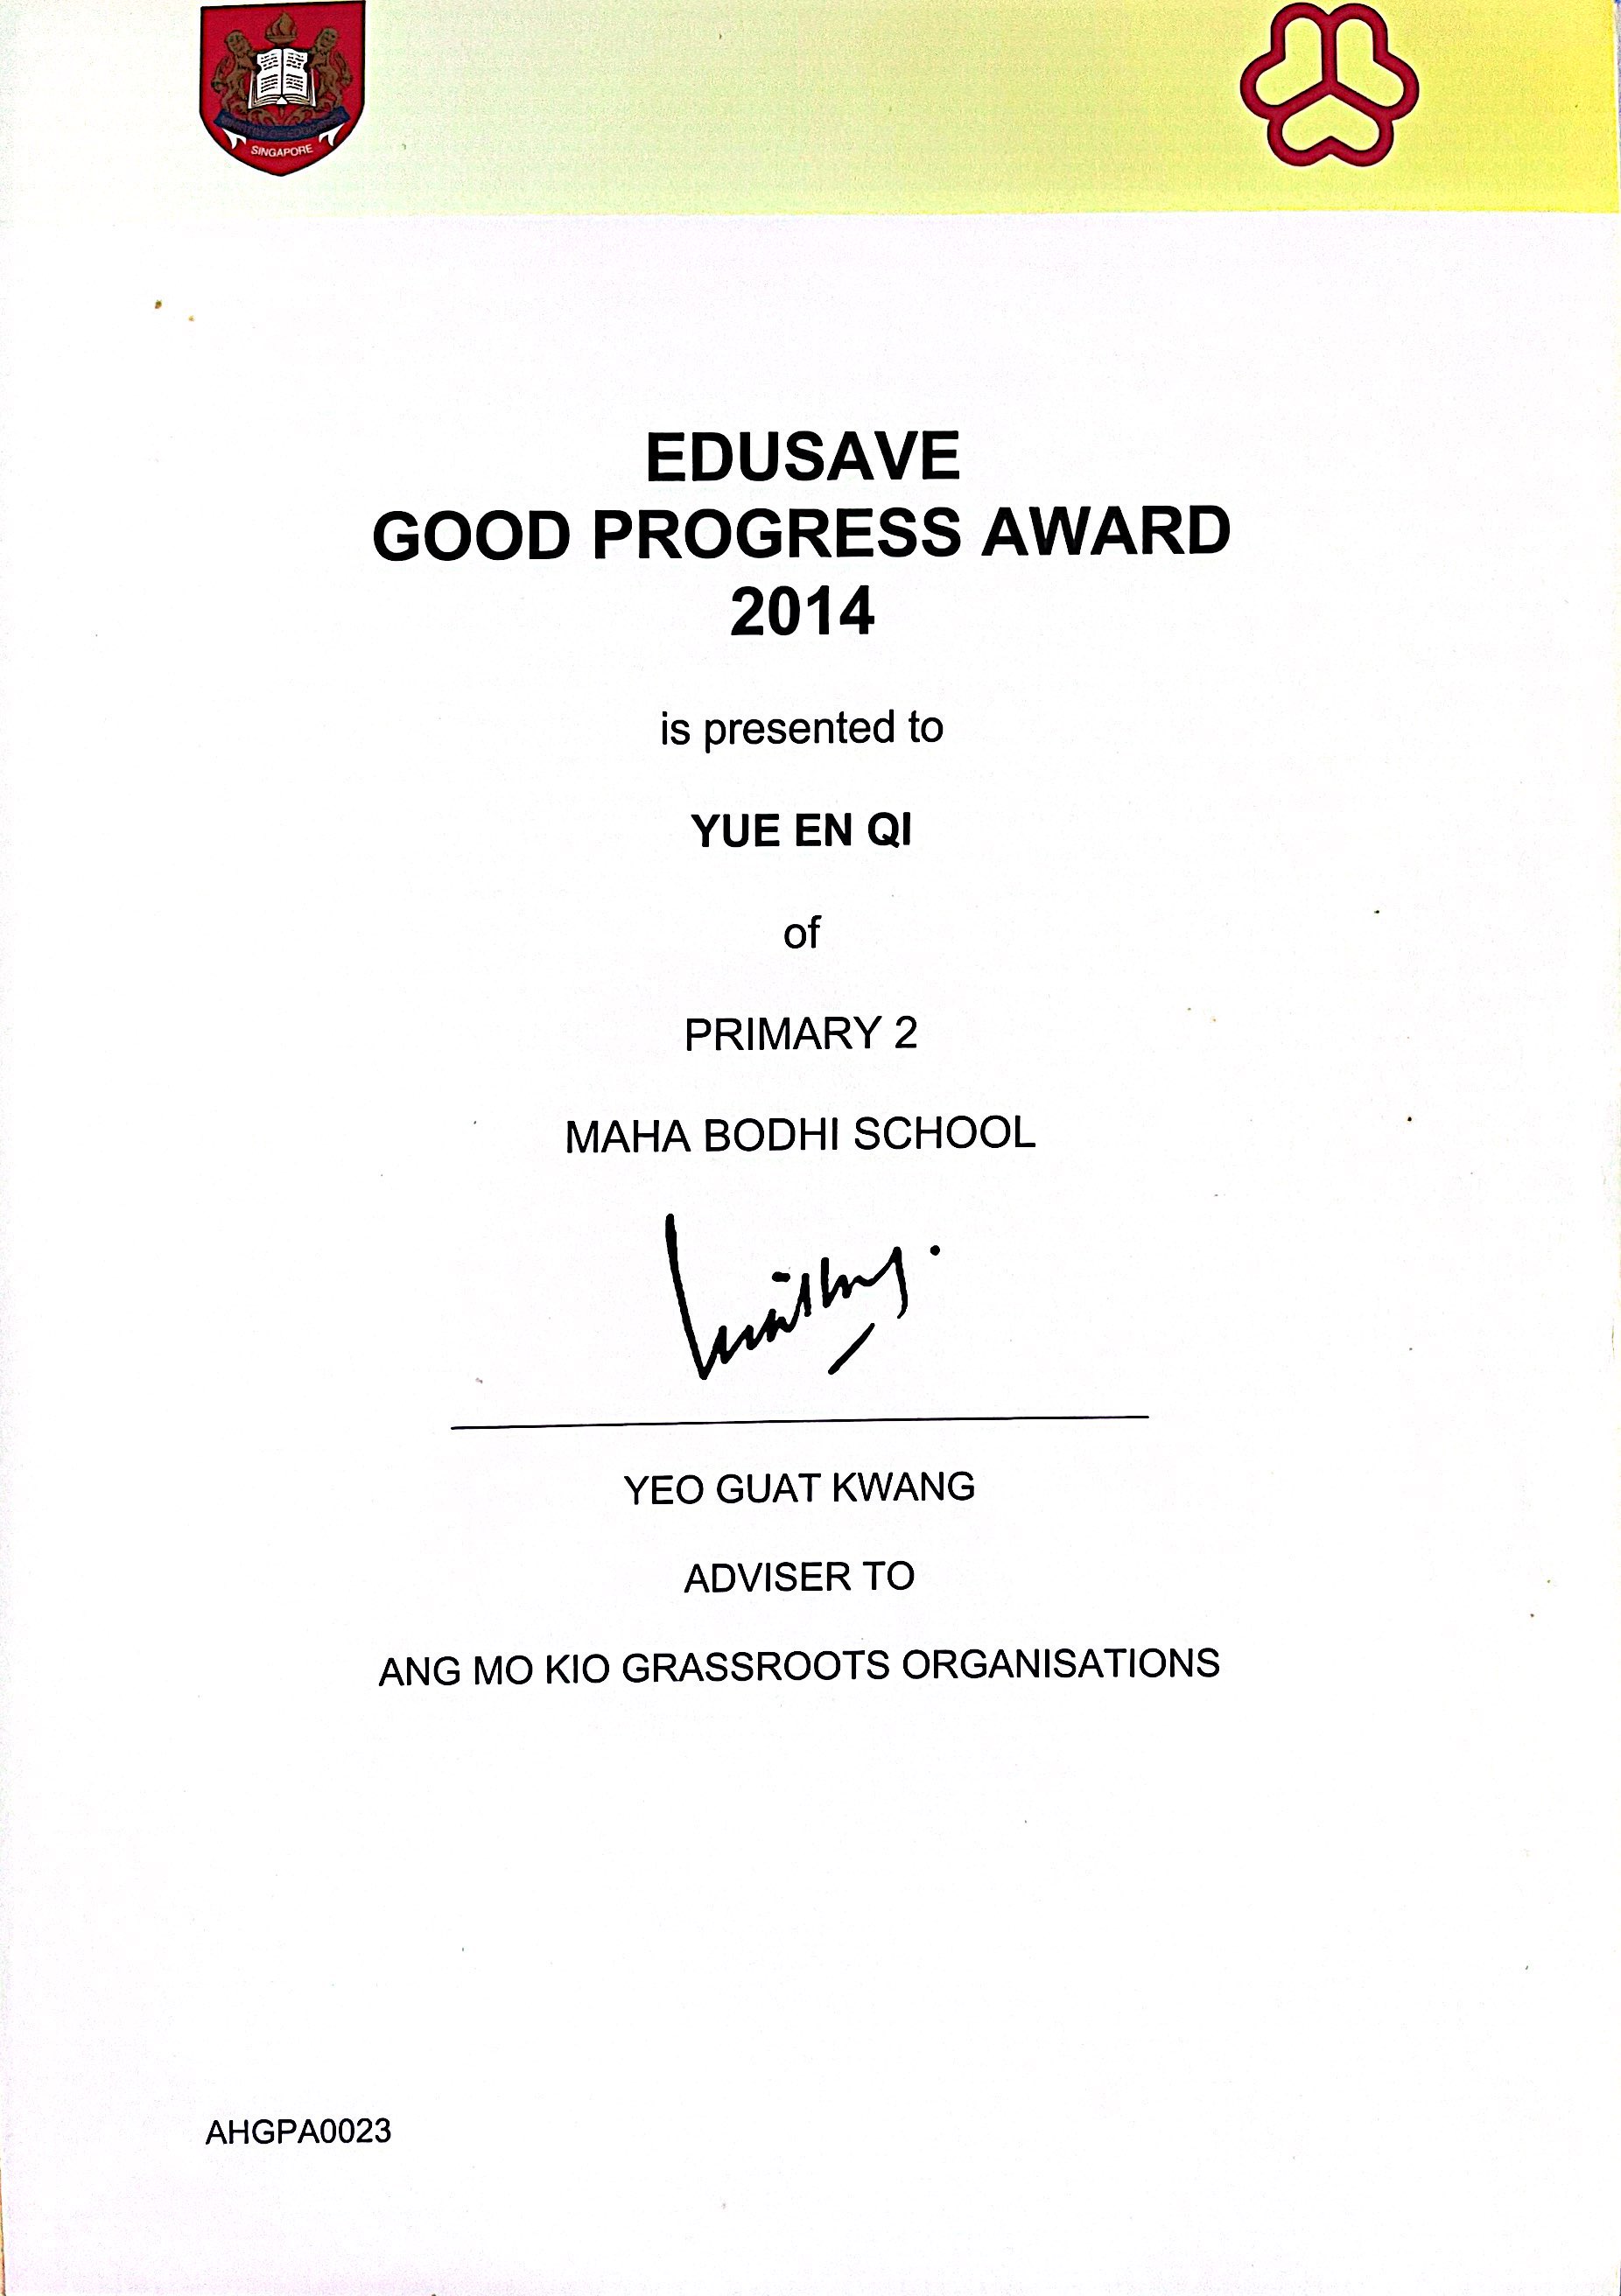 MINISTRY OF EDUCATION
SINGAPORE
EDUSAVE
GOOD PROGRESS AWARD
2014
is presented to
YUE EN QI
of
PRIMARY 2
MAHA BODHI SCHOOL
YEO GUAT KWANG
ADVISER TO
ANG MO KIO GRASSROOTS ORGANISATIONS
AHGPA0023